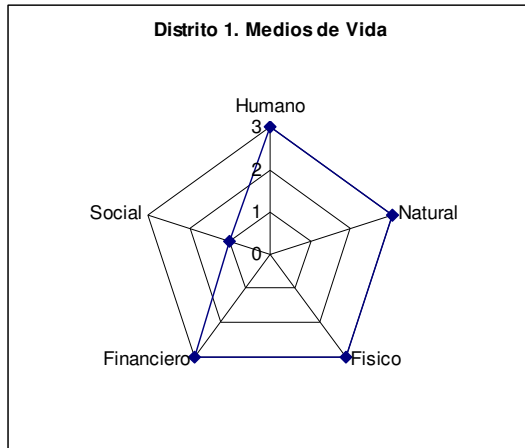 Distrito 1. Medios de Vida
Humano
3
2
Social
1
Natural
0
Financiero
Fisico